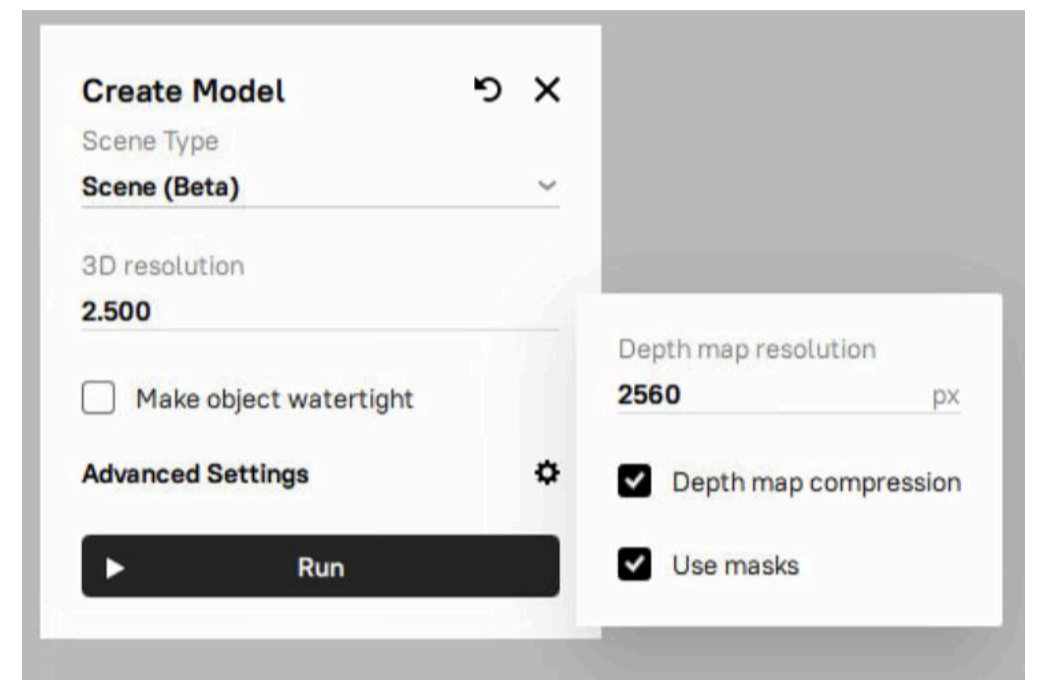 Create Model
Scene Type
Scene (Beta)
3D resolution
2.500
Make object watertight
Advanced Settings
Run
Depth map resolution
2560 px
Depth map compression
Use masks